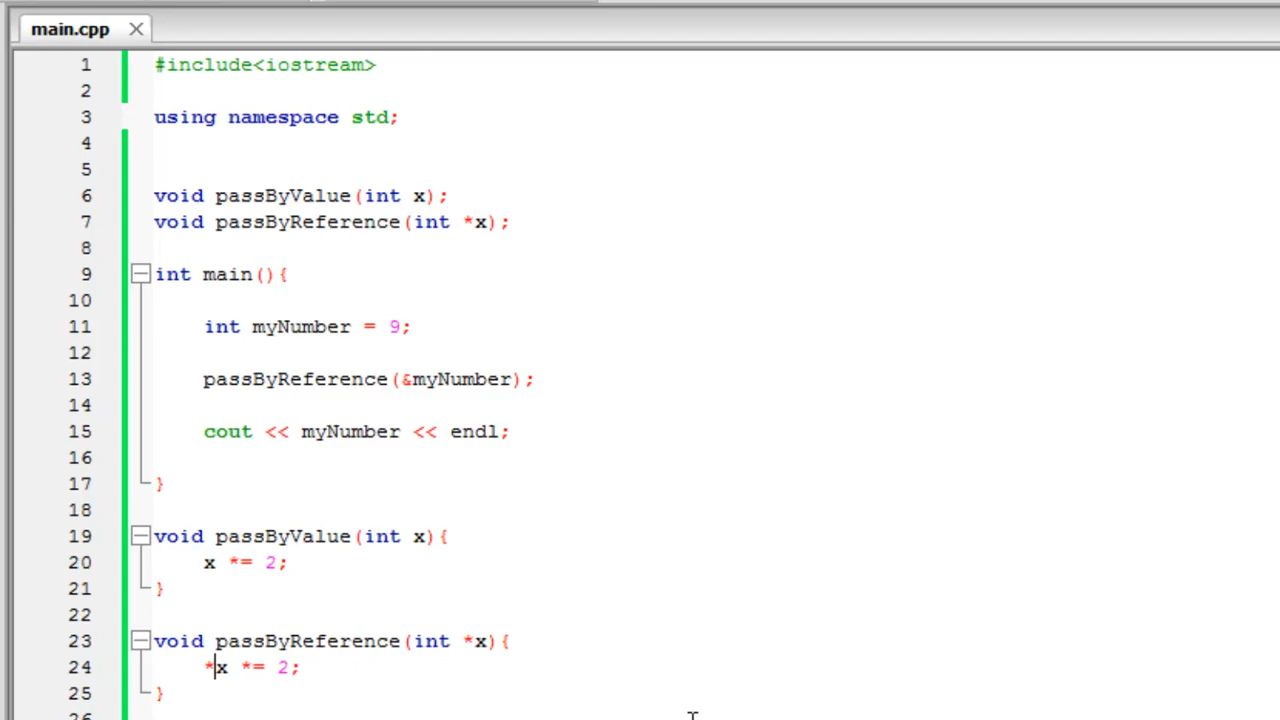 main.cpp
1 #include<iostream>
2
3 using namespace std;
4
5
6 void passByValue(int x);
7 void passByReference(int *x);
8
9 int main(){
10
11 int myNumber = 9;
12
13 passByReference(&myNumber);
14
15 cout << myNumber << endl;
16
17 }
18
19 void passByValue(int x){
20 x *= 2;
21 }
22
23 void passByReference(int *x){
24 *x *= 2;
25 }
26